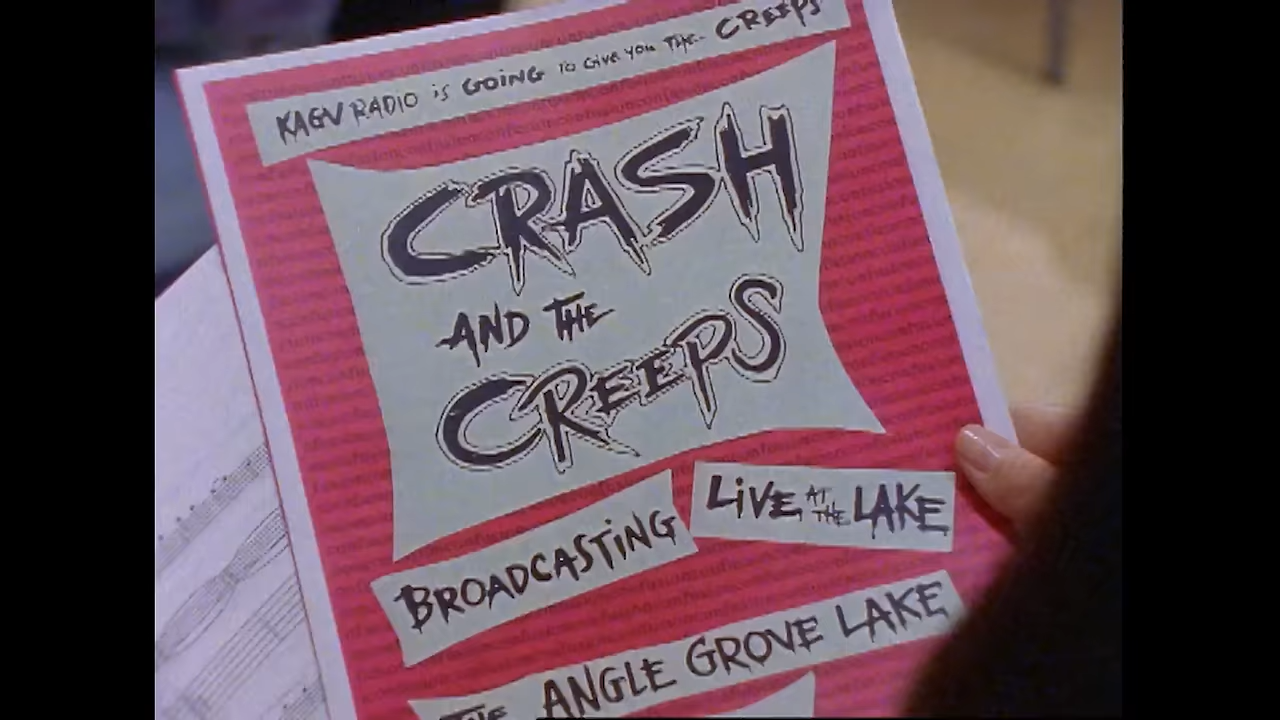 KAGV RADIO iS GOiNG TO GiVE YOU THE CREEPS
CRASH
AND THE
CREEPS
BROADCASTiNG
LiVE AT THE LAKE
THE ANGLE GROVE LAKE